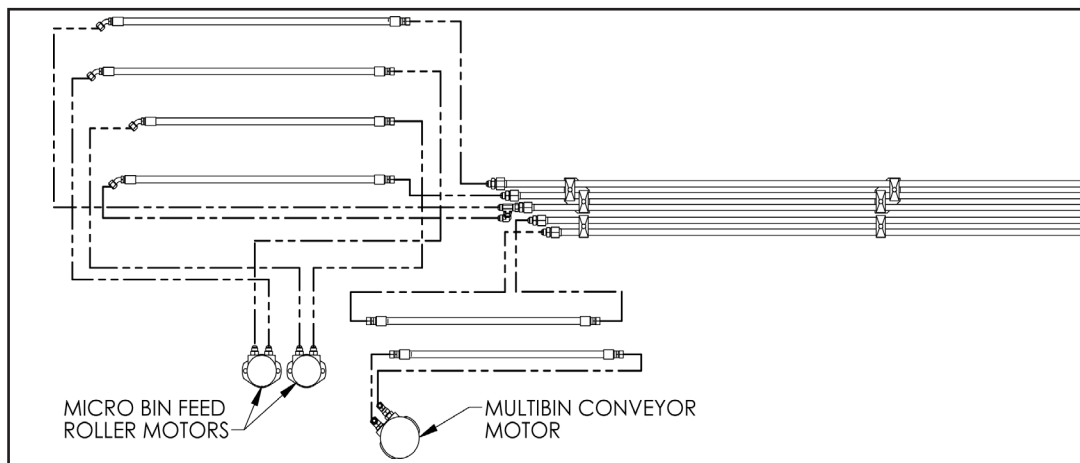 MICRO BIN FEED
ROLLER MOTORS
MULTIBIN CONVEYOR
MOTOR